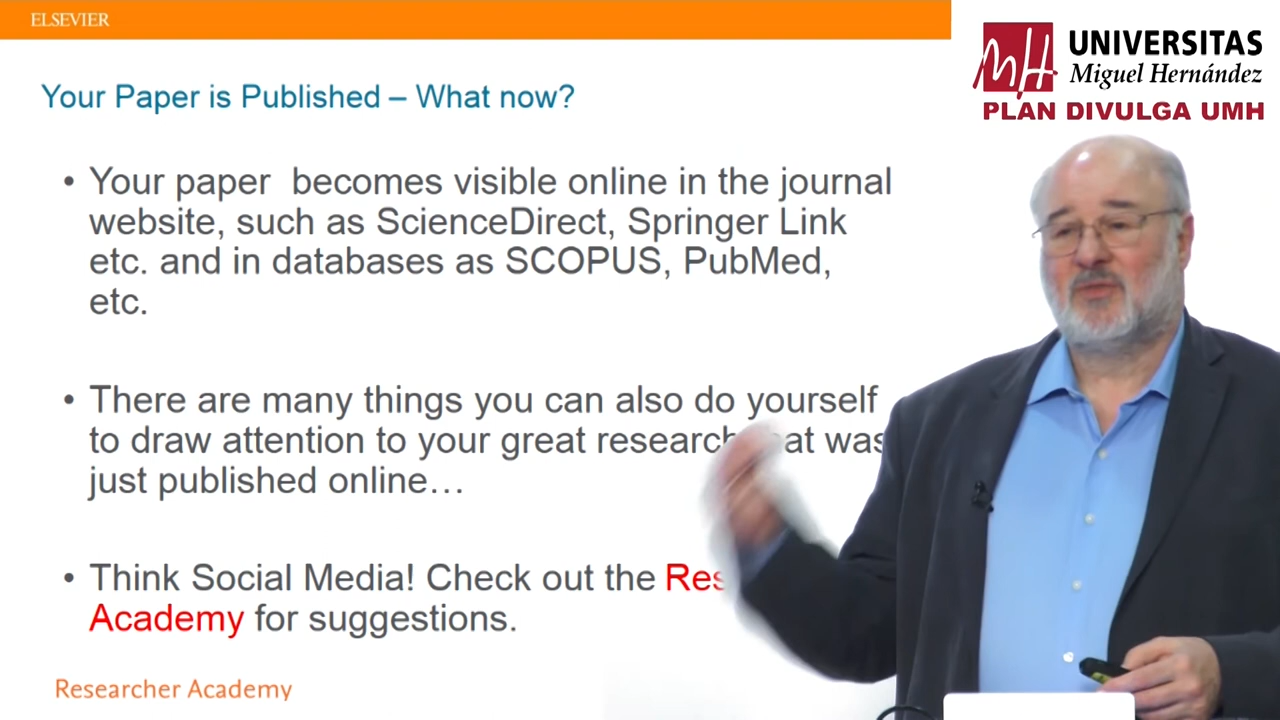 ELSEVIER
UNIVERSITAS
Miguel Hernández
PLAN DIVULGA UMH
Your Paper is Published – What now?
• Your paper  becomes visible online in the journal
website, such as ScienceDirect, Springer Link
etc. and in databases as SCOPUS, PubMed,
etc.
• There are many things you can also do yourself
to draw attention to your great research at was
just published online…
• Think Social Media! Check out the Res
Academy for suggestions.
Researcher Academy